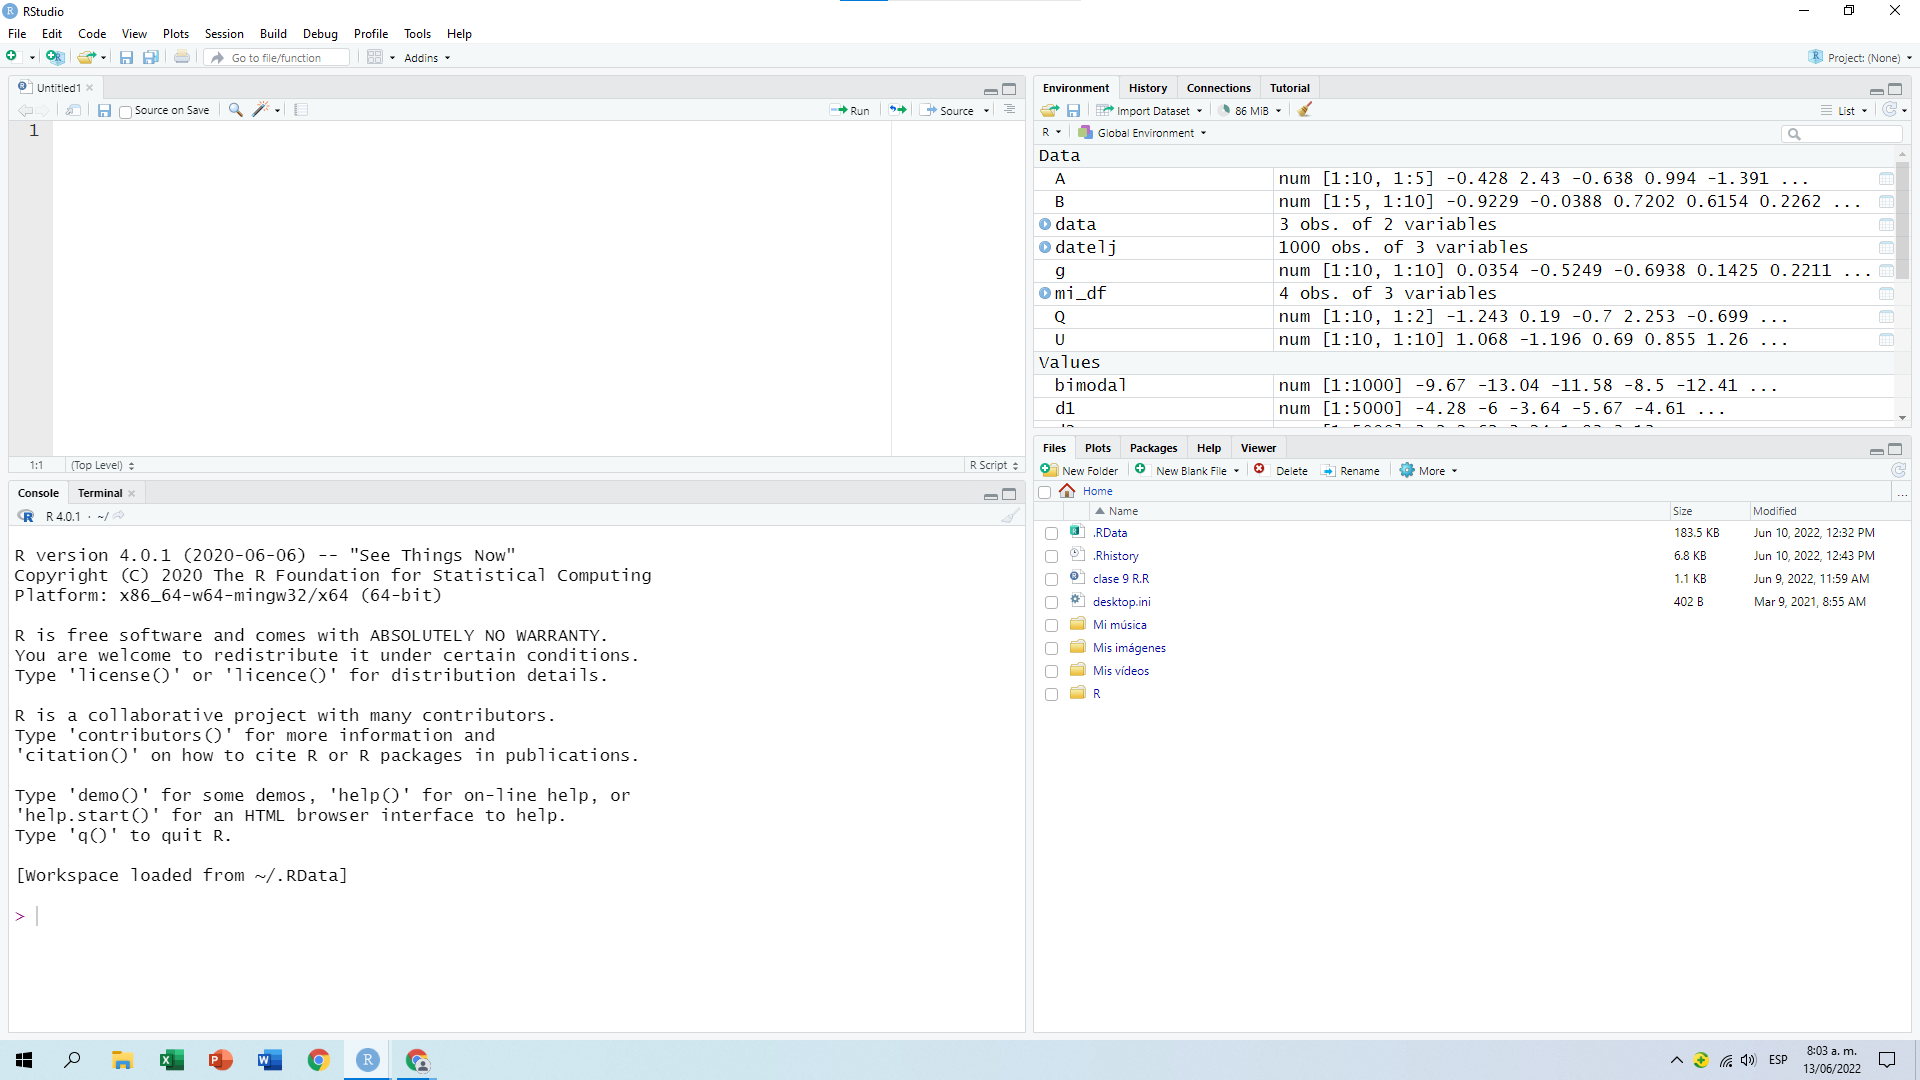 RStudio
File Edit Code View Plots Session Build Debug Profile Tools Help
Go to file/function Addins Project: (None)
Untitled1
Source on Save Run Source
1
1:1 (Top Level) R Script
Console Terminal
R 4.0.1 · ~/
R version 4.0.1 (2020-06-06) -- "See Things Now"
Copyright (C) 2020 The R Foundation for Statistical Computing
Platform: x86_64-w64-mingw32/x64 (64-bit)
R is free software and comes with ABSOLUTELY NO WARRANTY.
You are welcome to redistribute it under certain conditions.
Type 'license()' or 'licence()' for distribution details.
R is a collaborative project with many contributors.
Type 'contributors()' for more information and
'citation()' on how to cite R or R packages in publications.
Type 'demo()' for some demos, 'help()' for on-line help, or
'help.start()' for an HTML browser interface to help.
Type 'q()' to quit R.
[Workspace loaded from ~/.RData]
>
Environment History Connections Tutorial
Import Dataset 86 MiB List
R Global Environment
Data
A num [1:10, 1:5] -0.428 2.43 -0.638 0.994 -1.391 ...
B num [1:5, 1:10] -0.9229 -0.0388 0.7202 0.6154 0.2262 ...
data 3 obs. of 2 variables
datelj 1000 obs. of 3 variables
g num [1:10, 1:10] 0.0354 -0.5249 -0.6938 0.1425 0.2211 ...
mi_df 4 obs. of 3 variables
Q num [1:10, 1:2] -1.243 0.19 -0.7 2.253 -0.699 ...
U num [1:10, 1:10] 1.068 -1.196 0.69 0.855 1.26 ...
Values
bimodal num [1:1000] -9.67 -13.04 -11.58 -8.5 -12.41 ...
d1 num [1:5000] -4.28 -6 -3.64 -5.67 -4.61 ...
Files Plots Packages Help Viewer
New Folder New Blank File Delete Rename More
Home ...
Name Size Modified
.RData 183.5 KB Jun 10, 2022, 12:32 PM
.Rhistory 6.8 KB Jun 10, 2022, 12:43 PM
clase 9 R.R 1.1 KB Jun 9, 2022, 11:59 AM
desktop.ini 402 B Mar 9, 2021, 8:55 AM
Mi música
Mis imágenes
Mis vídeos
R
ESP 8:03 a. m.
13/06/2022